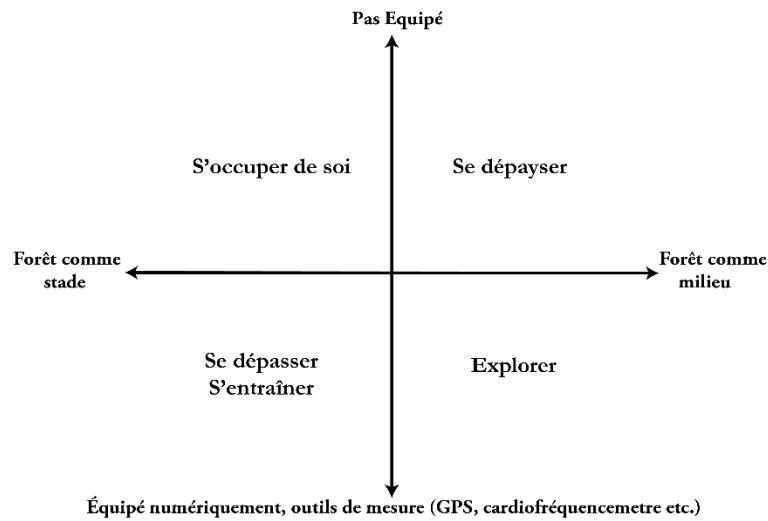 Pas Equipé
S'occuper de soi
Se dépayser
Forêt comme
stade
Forêt comme
milieu
Se dépasser
S'entraîner
Explorer
Équipé numériquement, outils de mesure (GPS, cardiofréquencemetre etc.)